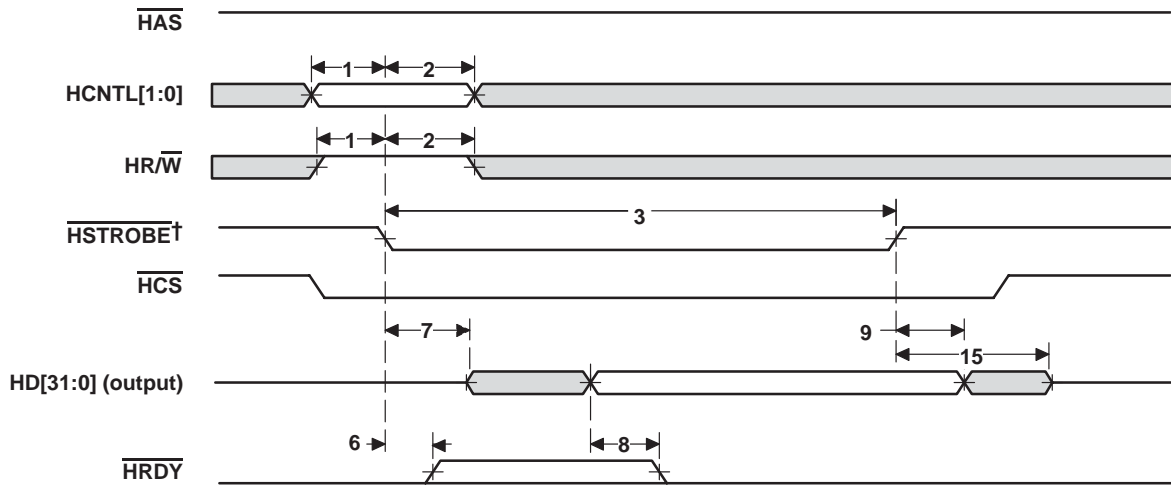 HAS
1 2
HCNTL[1:0]
1 2
HR/W
3
HSTROBE†
HCS
7 9
15
HD[31:0] (output)
6 8
HRDY